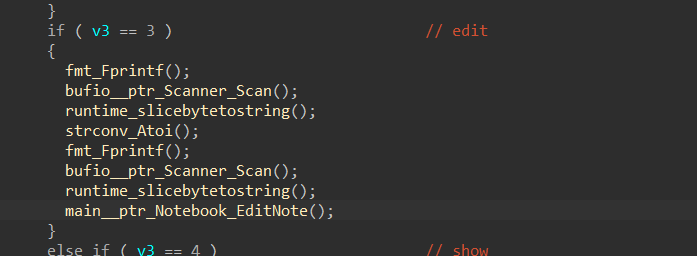 }
if ( v3 == 3 ) // edit
{
fmt_Fprintf();
bufio__ptr_Scanner_Scan();
runtime_slicebytetostring();
strconv_Atoi();
fmt_Fprintf();
bufio__ptr_Scanner_Scan();
runtime_slicebytetostring();
main__ptr_Notebook_EditNote();
}
else if ( v3 == 4 ) // show